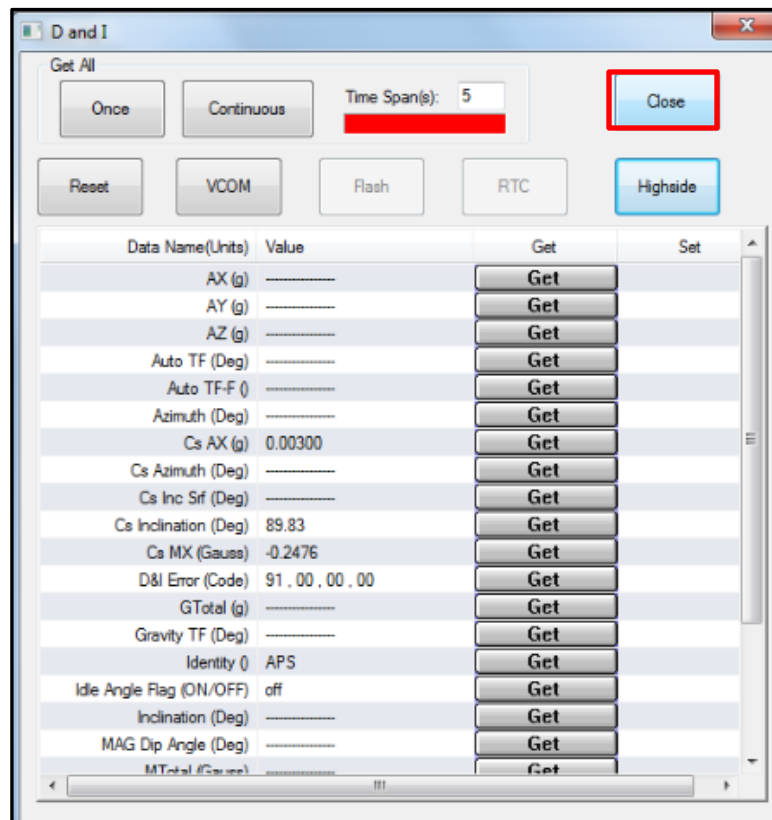 D and I
Get All
Once Continuous Time Span(s): 5 Close
Reset VCOM Flash RTC Highside
Data Name(Units) Value Get Set
AX (g) --------------- Get
AY (g) --------------- Get
AZ (g) --------------- Get
Auto TF (Deg) --------------- Get
Auto TF-F () --------------- Get
Azimuth (Deg) --------------- Get
Cs AX (g) 0.00300 Get
Cs Azimuth (Deg) --------------- Get
Cs Inc Srf (Deg) --------------- Get
Cs Inclination (Deg) 89.83 Get
Cs MX (Gauss) -0.2476 Get
D&I Error (Code) 91 , 00 , 00 , 00 Get
GTotal (g) --------------- Get
Gravity TF (Deg) --------------- Get
Identity () APS Get
Idle Angle Flag (ON/OFF) off Get
Inclination (Deg) --------------- Get
MAG Dip Angle (Deg) --------------- Get
MTotal (Gauss) --------------- Get